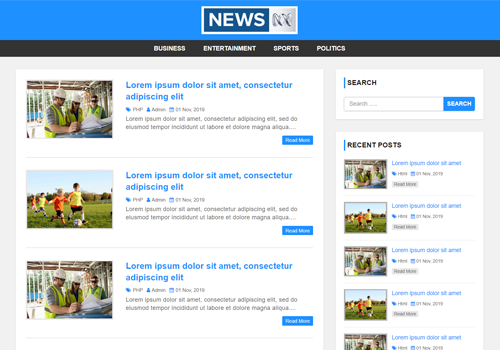 NEWS
BUSINESS ENTERTAINMENT SPORTS POLITICS
Lorem ipsum dolor sit amet, consectetur
adipiscing elit
PHP Admin 01 Nov, 2019
Lorem ipsum dolor sit amet, consectetur adipiscing elit, sed do
eiusmod tempor incididunt ut labore et dolore magna aliqua....
Read More
Lorem ipsum dolor sit amet, consectetur
adipiscing elit
PHP Admin 01 Nov, 2019
Lorem ipsum dolor sit amet, consectetur adipiscing elit, sed do
eiusmod tempor incididunt ut labore et dolore magna aliqua....
Read More
Lorem ipsum dolor sit amet, consectetur
adipiscing elit
PHP Admin 01 Nov, 2019
Lorem ipsum dolor sit amet, consectetur adipiscing elit, sed do
eiusmod tempor incididunt ut labore et dolore magna aliqua....
Read More
SEARCH
Search ..... SEARCH
RECENT POSTS
Lorem ipsum dolor sit amet
Html 01 Nov, 2019
Read More
Lorem ipsum dolor sit amet
Html 01 Nov, 2019
Read More
Lorem ipsum dolor sit amet
Html 01 Nov, 2019
Read More
Lorem ipsum dolor sit amet
Html 01 Nov, 2019
Read More
Lorem ipsum dolor sit amet
Html 01 Nov, 2019